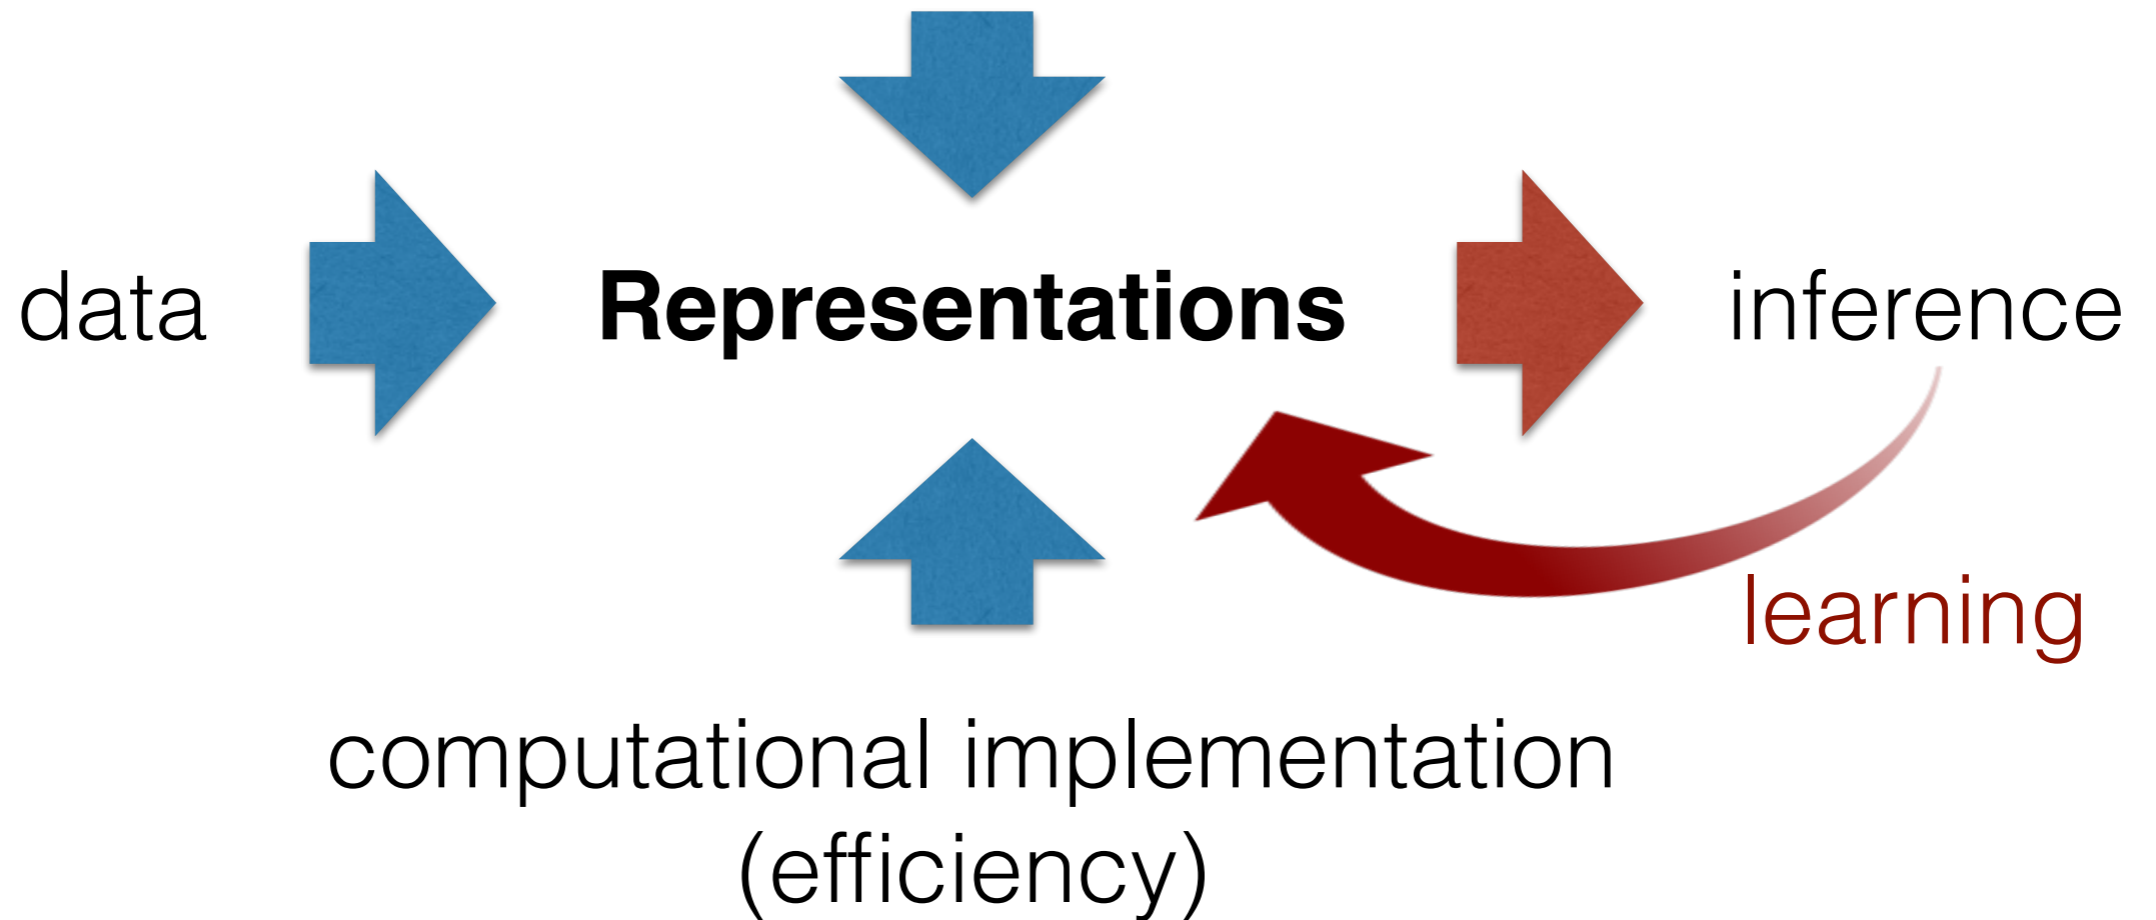 data
Representations
inference
learning
computational implementation
(efficiency)